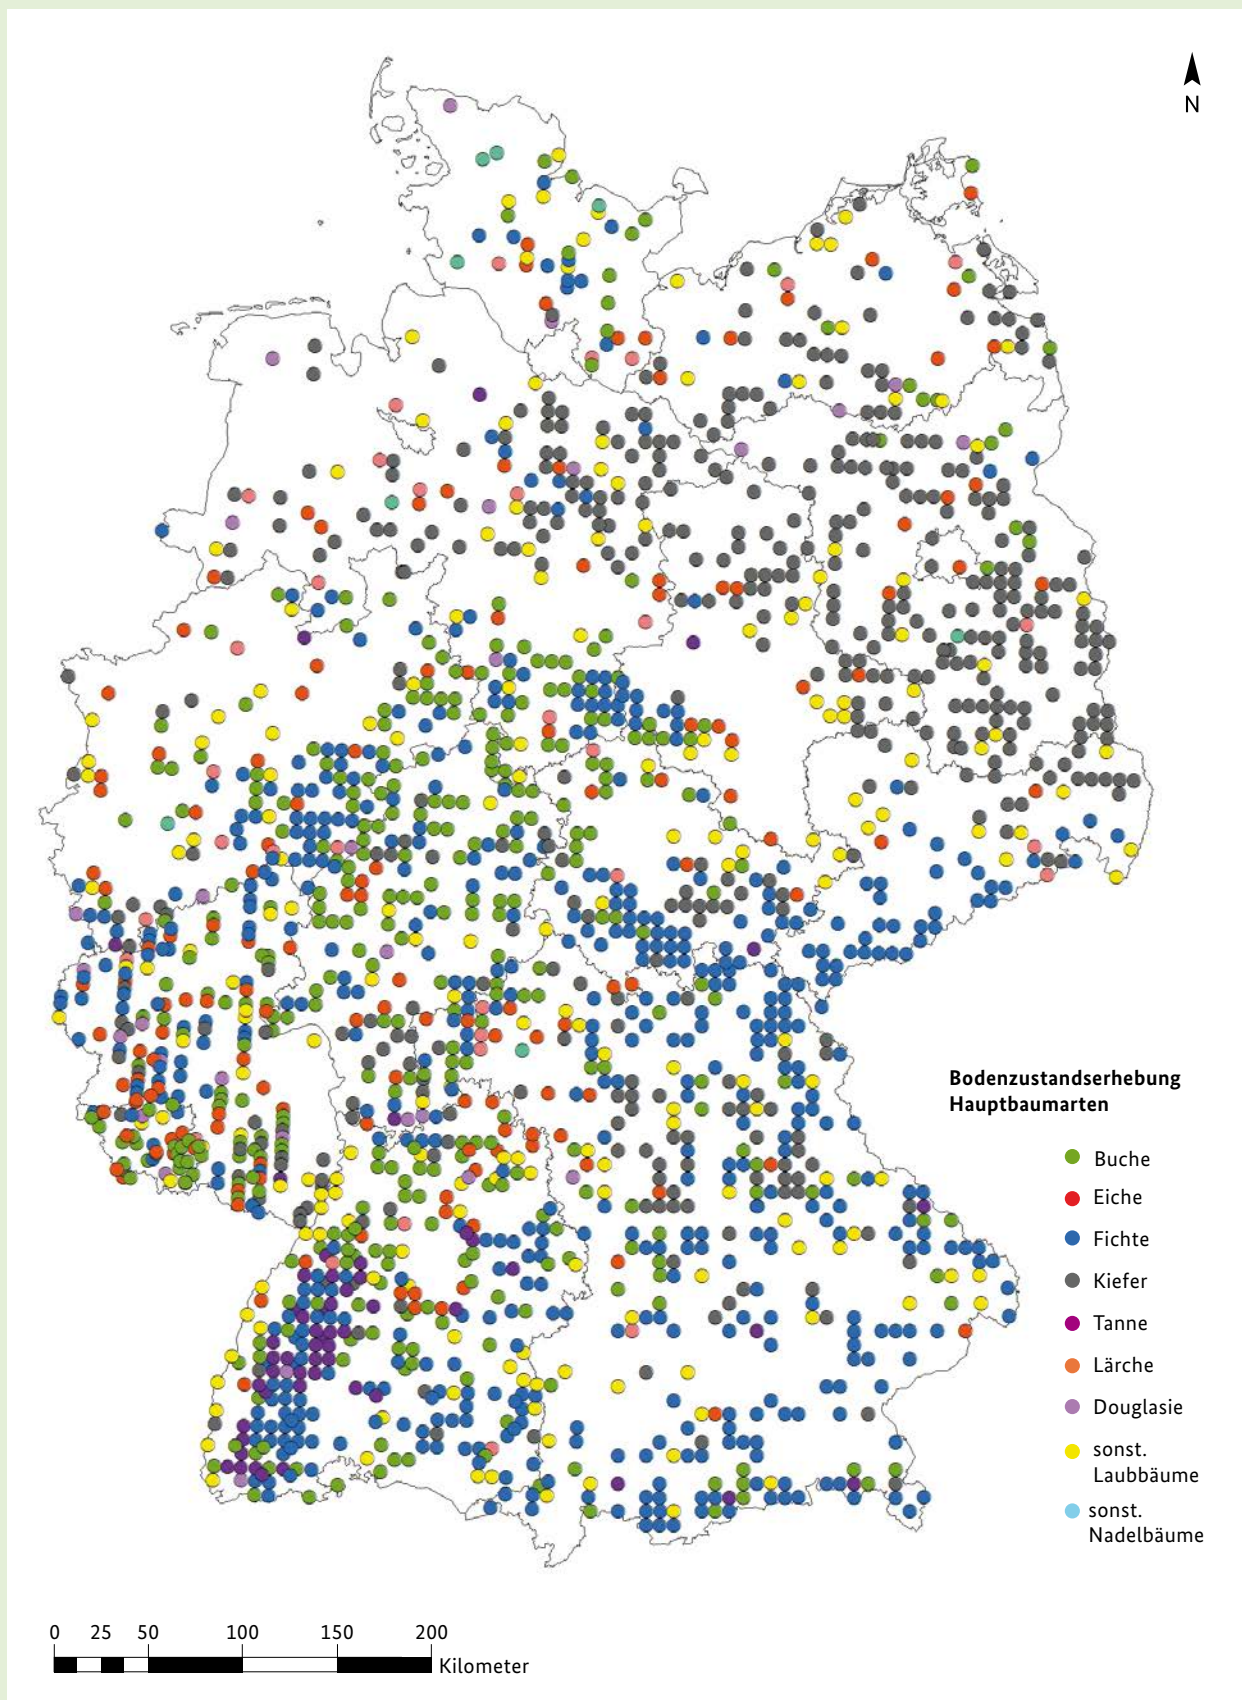 N
Bodenzustandserhebung
Hauptbaumarten
Buche
Eiche
Fichte
Kiefer
Tanne
Lärche
Douglasie
sonst.
Laubbäume
sonst.
Nadelbäume
0 25 50 100 150 200
Kilometer